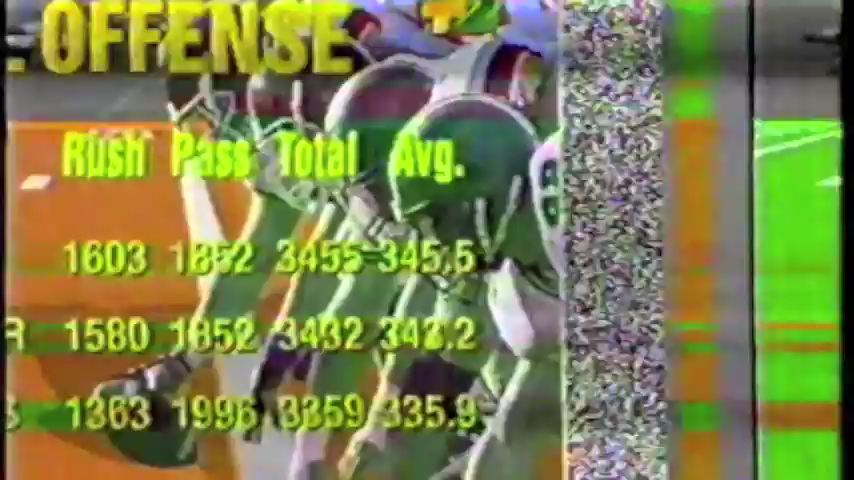 . OFFENSE
Rush Pass Total Avg.
1603 1852 3455 345.5
R 1580 1852 3432 343.2
1363 1996 3359 335.9